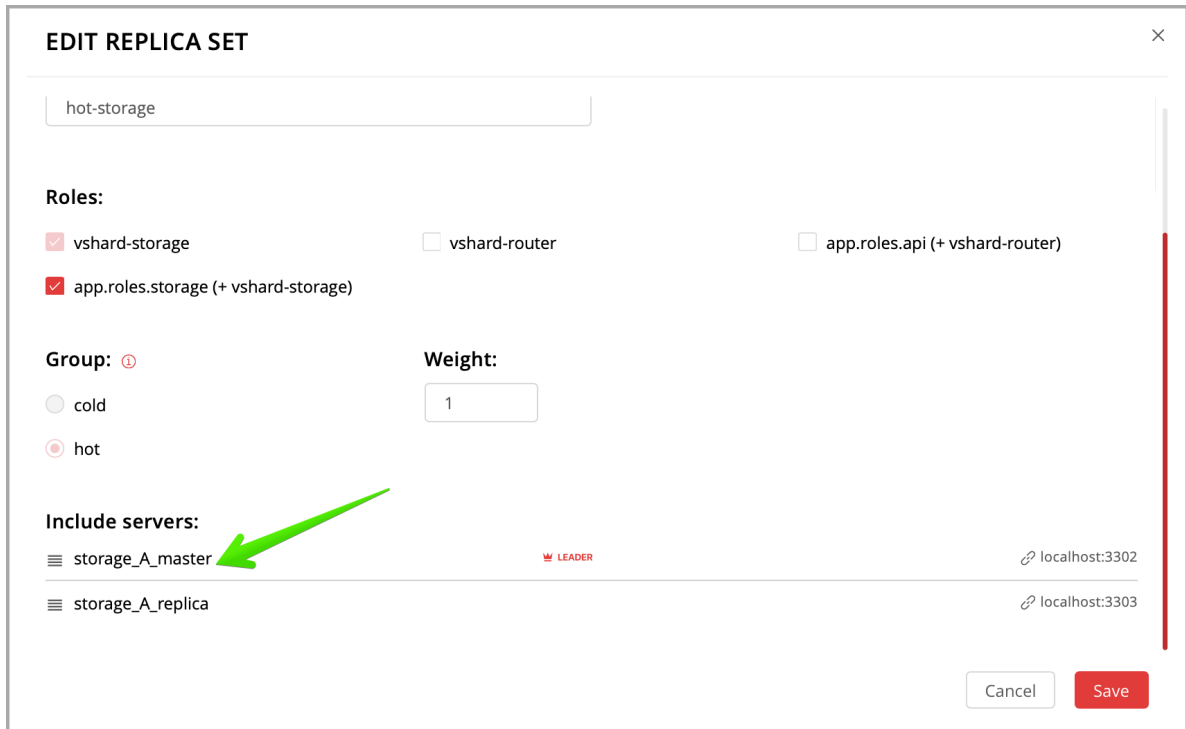 EDIT REPLICA SET
hot-storage
Roles:
vshard-storage
vshard-router
app.roles.api (+ vshard-router)
app.roles.storage (+ vshard-storage)
Group:
Weight:
cold
1
hot
Include servers:
storage_A_master LEADER localhost:3302
storage_A_replica localhost:3303
Cancel Save